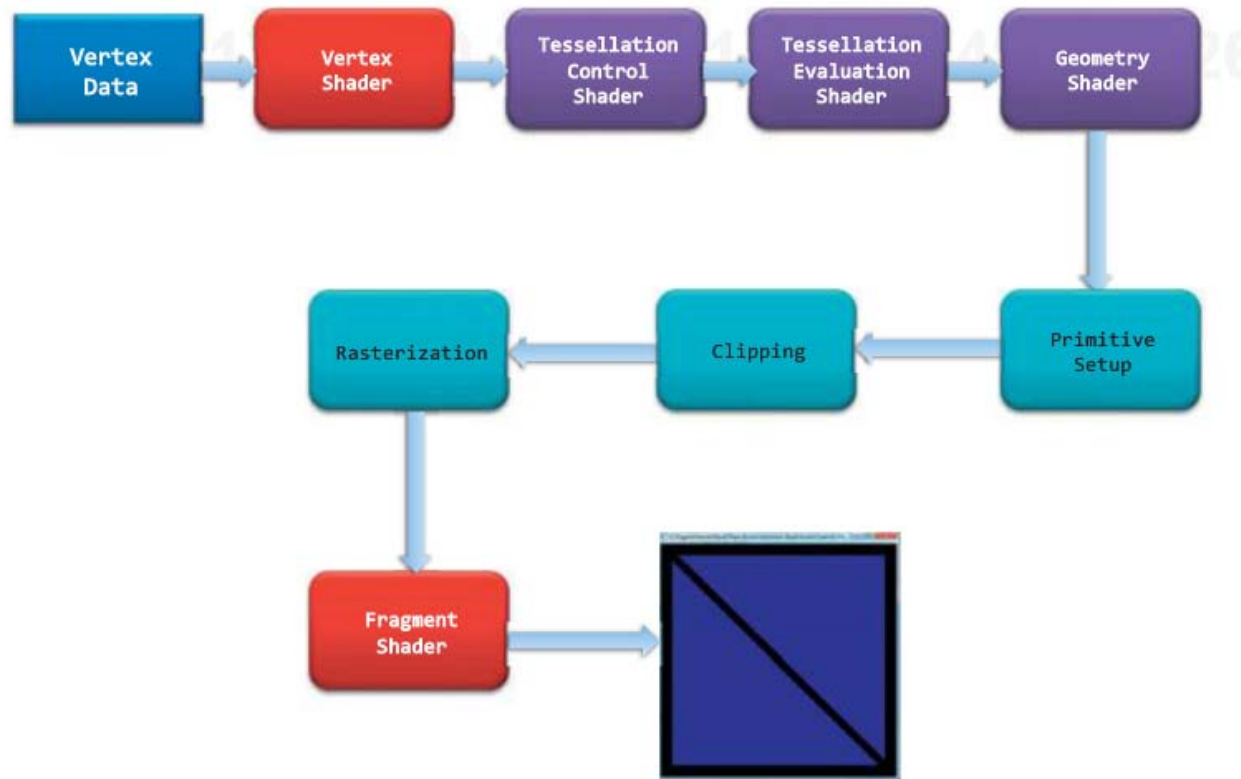 Vertex
Data
Vertex
Shader
Tessellation
Control
Shader
Tessellation
Evaluation
Shader
Geometry
Shader
Rasterization
Clipping
Primitive
Setup
Fragment
Shader